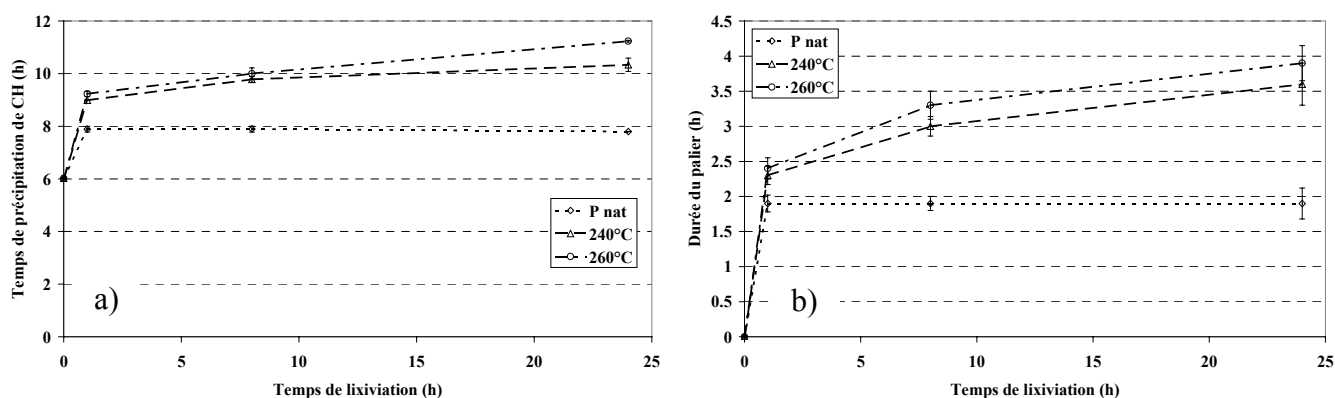 12
10
8
6
4
2
0
Temps de précipitation de CH (h)
P nat
240°C
260°C
a)
0
5
10
15
20
25
Temps de lixiviation (h)
4.5
4
3.5
3
2.5
2
1.5
1
0.5
0
Durée du palier (h)
P nat
240°C
260°C
b)
0
5
10
15
20
25
Temps de lixiviation (h)